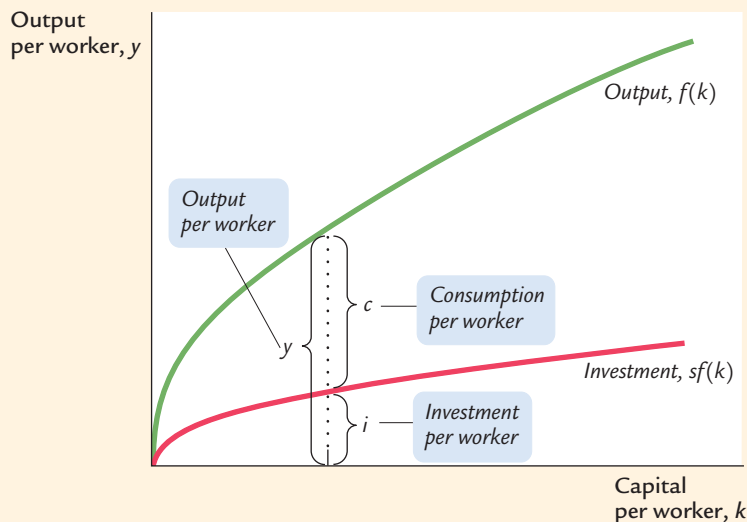 Output
per worker, y
Output, f(k)
Output
per worker
c
Consumption
per worker
y
Investment, sf(k)
i
Investment
per worker
Capital
per worker, k